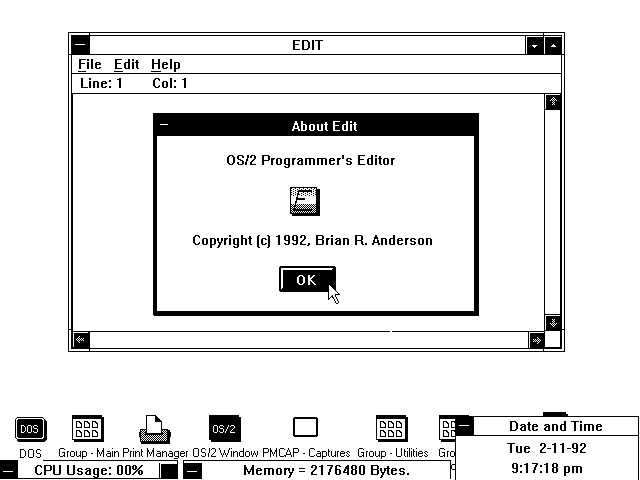 EDIT
File Edit Help
Line: 1 Col: 1
About Edit
OS/2 Programmer's Editor
Copyright (c) 1992, Brian R. Anderson
OK
DOS
OS/2
DOS
Group - Main
Print Manager
OS/2 Window
PMCAP - Captures
Group - Utilities
Date and Time
Tue 2-11-92
9:17:18 pm
CPU Usage: 00%
Memory = 2176480 Bytes.